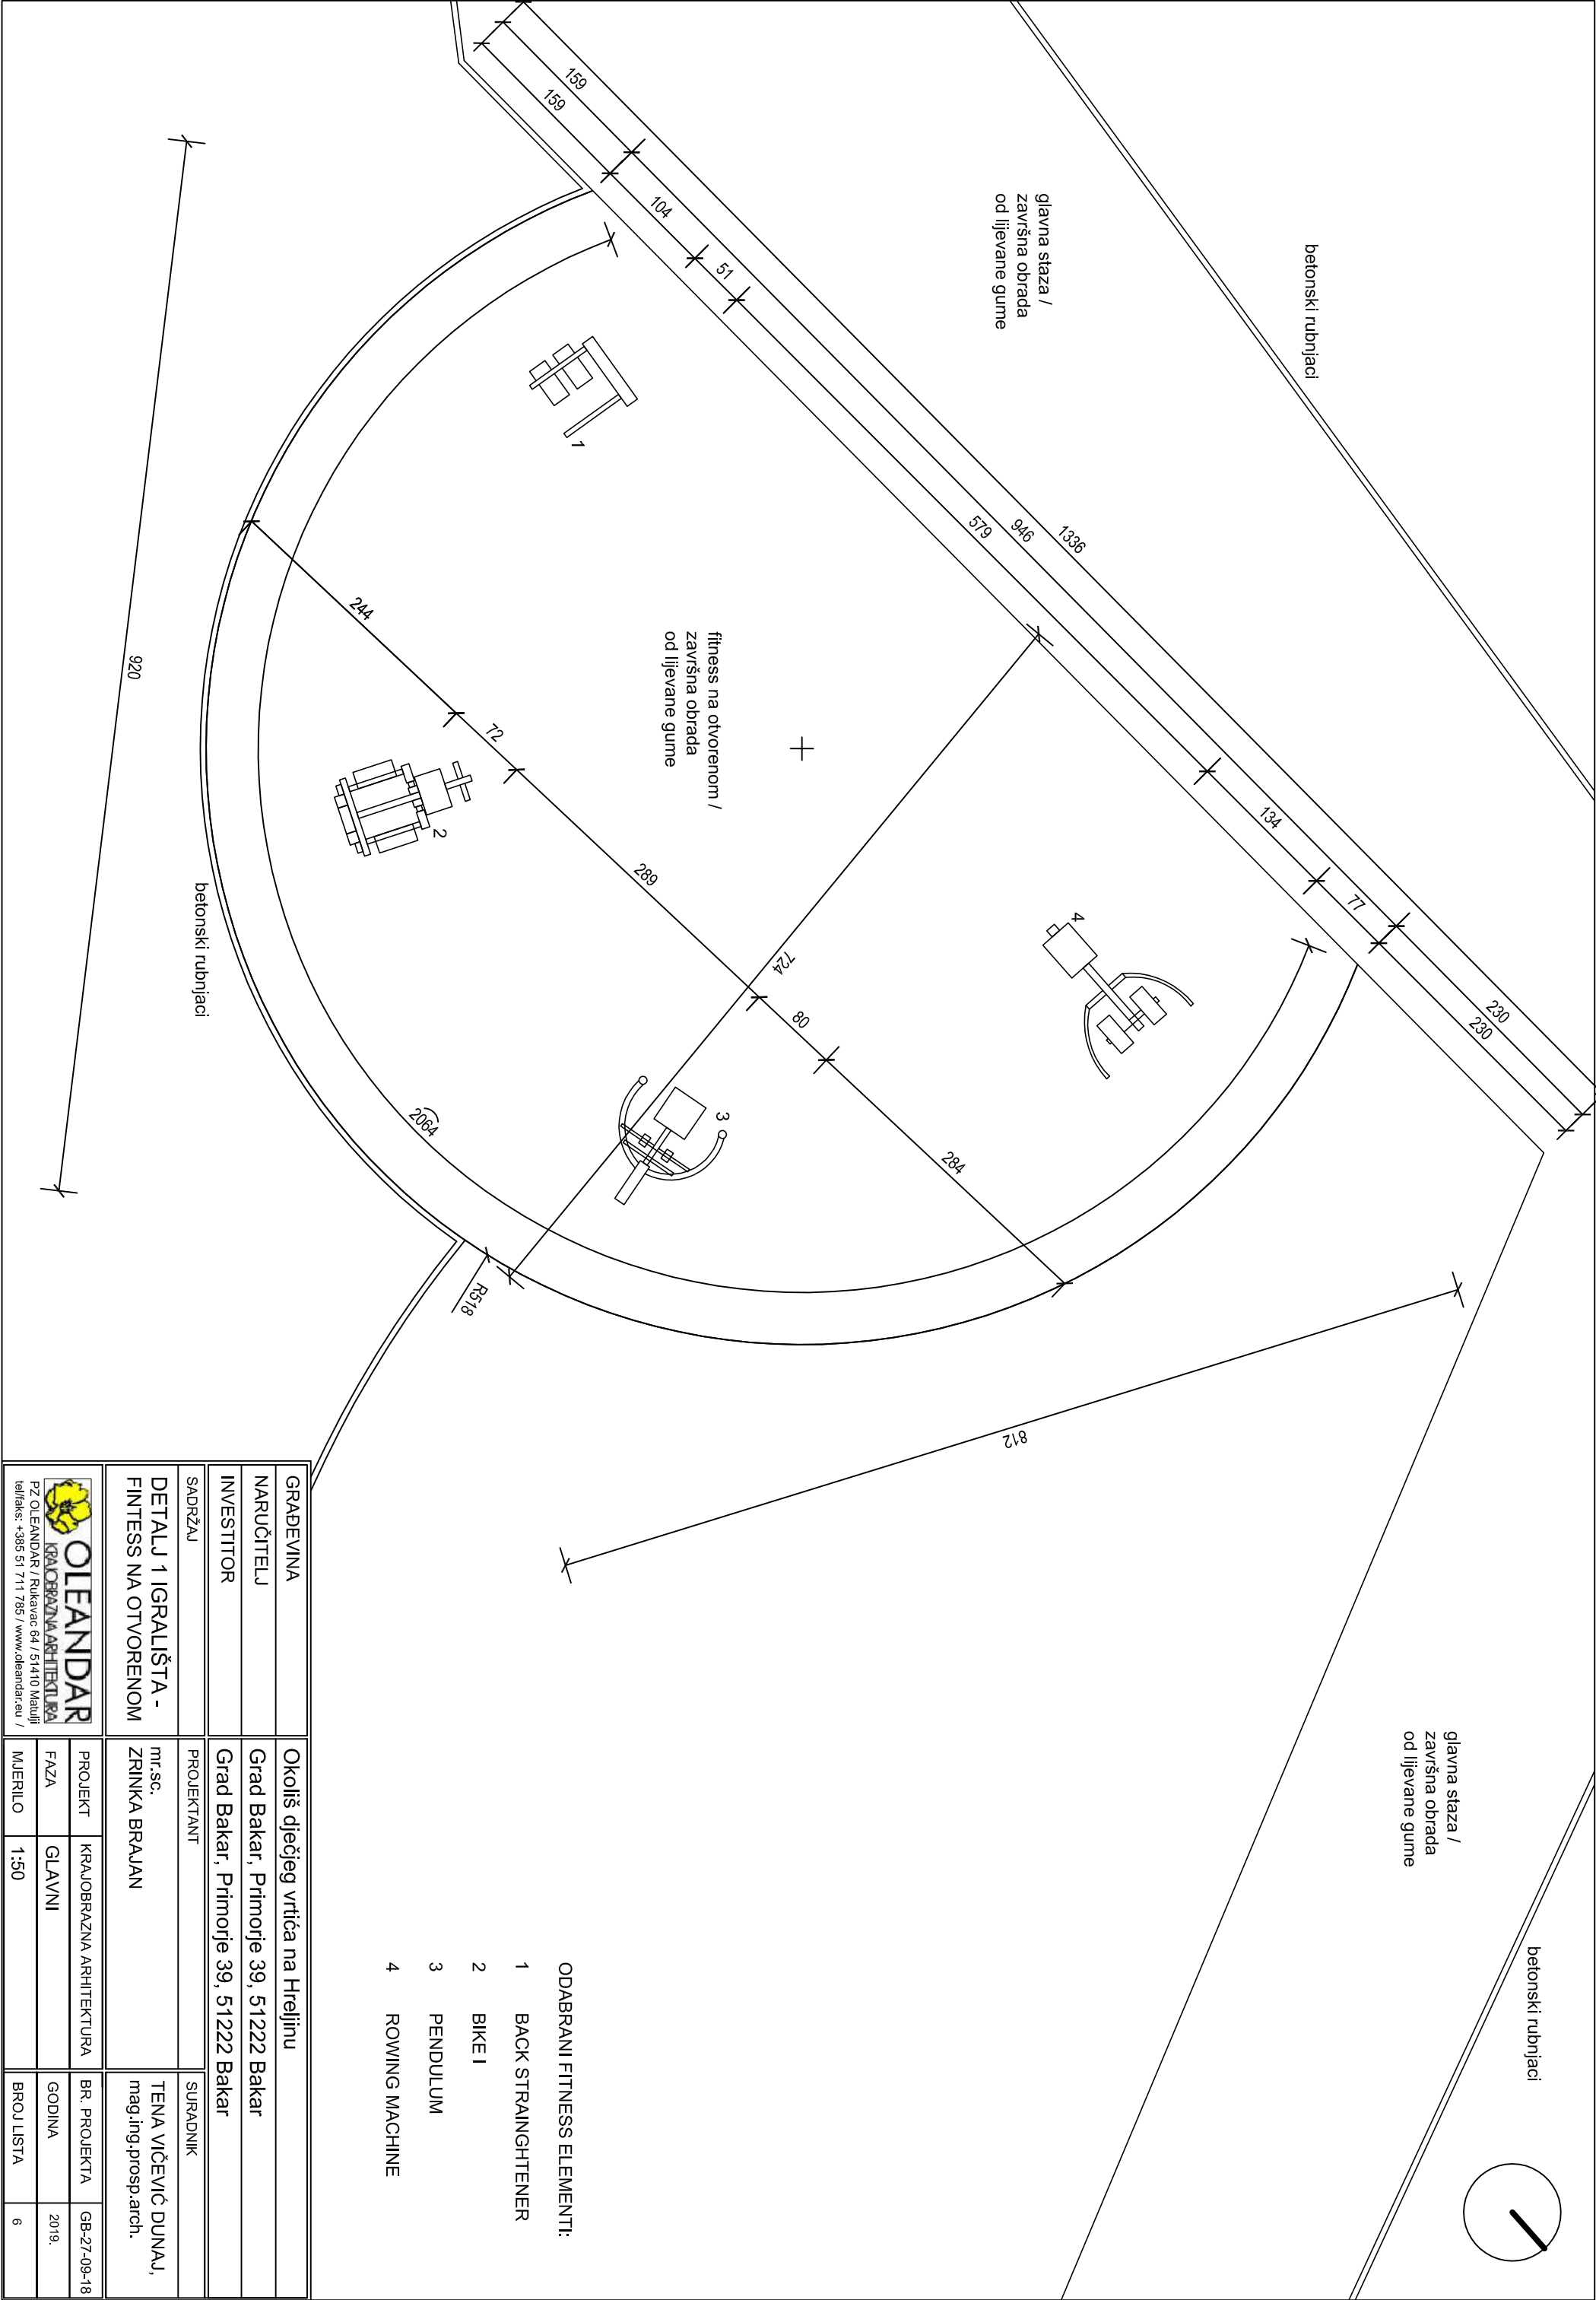 betonski rubnjaci
glavna staza /
završna obrada
od lijevane gume
159
159
104
51
1336
946
579
134
77
230
230
1
fitness na otvorenom /
završna obrada
od lijevane gume
244
72
289
80
284
724
2
3
4
2064
R518
920
812
betonski rubnjaci
glavna staza /
završna obrada
od lijevane gume
betonski rubnjaci
ODABRANI FITNESS ELEMENTI:
1 BACK STRAINGHTENER
2 BIKE I
3 PENDULUM
4 ROWING MACHINE
GRAĐEVINA Okoliš dječjeg vrtića na Hreljinu
NARUČITELJ Grad Bakar, Primorje 39, 51222 Bakar
INVESTITOR Grad Bakar, Primorje 39, 51222 Bakar
SADRŽAJ
DETALJ 1 IGRALIŠTA -
FINTESS NA OTVORENOM
PROJEKTANT
mr.sc.
ZRINKA BRAJAN
SURADNIK
TENA VIČEVIĆ DUNAJ,
mag.ing.prosp.arch.
OLEANDAR
KRAJOBRAZNA ARHITEKTURA
PZ OLEANDAR / Rukavac 64 / 51410 Matulji
tel/faks: +385 51 711 785 / www.oleandar.eu /
PROJEKT KRAJOBRAZNA ARHITEKTURA BR. PROJEKTA GB-27-09-18
FAZA GLAVNI GODINA 2019.
MJERILO 1:50 BROJ LISTA 6